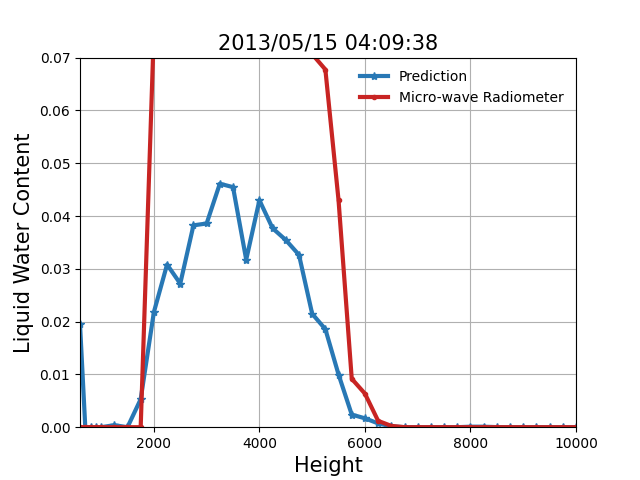 2013/05/15 04:09:38
Prediction
Micro-wave Radiometer
Liquid Water Content
0.07
0.06
0.05
0.04
0.03
0.02
0.01
0.00
2000 4000 6000 8000 10000
Height